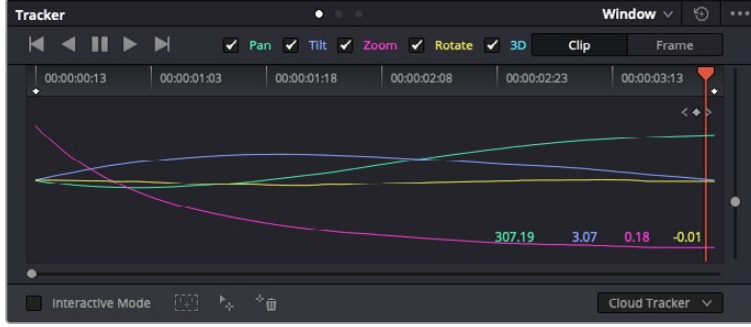 Tracker Window
Pan Tilt Zoom Rotate 3D Clip Frame
00:00:00:13 00:00:01:03 00:00:01:18 00:00:02:08 00:00:02:23 00:00:03:13
307.19 3.07 0.18 -0.01
Interactive Mode Cloud Tracker